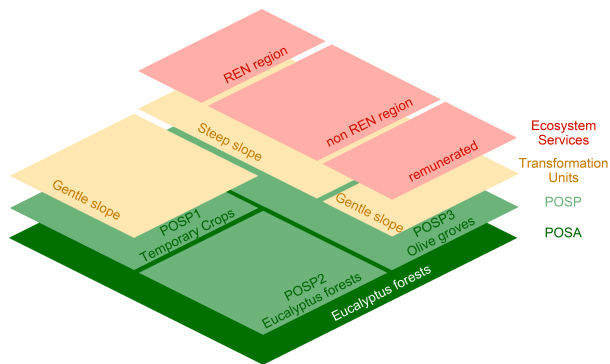 REN region
non REN region
remunerated
Ecosystem
Services
Steep slope
Gentle slope
Gentle slope
Transformation
Units
POSP1
Temporary Crops
POSP3
Olive groves
POSP
POSP2
Eucalyptus forests
Eucalyptus forests
POSA